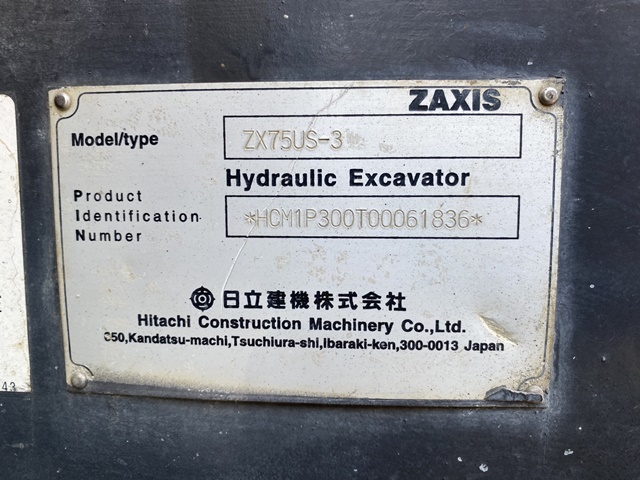 ZAXIS
Model/type ZX75US-3
Hydraulic Excavator
Product
Identification
Number
*HCM1P300T00061836*
日立建機株式会社
Hitachi Construction Machinery Co.,Ltd.
650,Kandatsu-machi,Tsuchiura-shi,Ibaraki-ken,300-0013 Japan
43